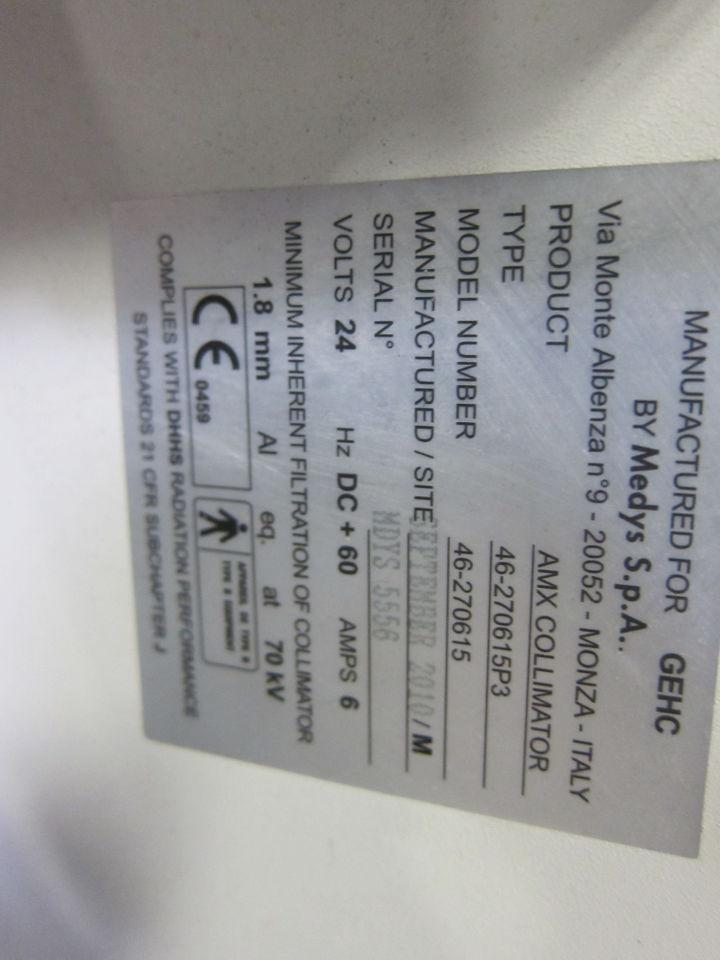 MANUFACTURED FOR GEHC
BY Medys S.p.A..
Via Monte Albenza n°9 - 20052 - MONZA - ITALY
PRODUCT AMX COLLIMATOR
TYPE 46-270615P3
MODEL NUMBER 46-270615
MANUFACTURED / SITE SEPTEMBER 2010 / M
SERIAL N° MDYS 5556
VOLTS 24 Hz DC + 60 AMPS 6
MINIMUM INHERENT FILTRATION OF COLLIMATOR
1.8 mm Al eq. at 70 kV
CE 0459
APPAREIL DE TYPE B
TYPE B EQUIPMENT
COMPLIES WITH DHHS RADIATION PERFORMANCE
STANDARDS 21 CFR SUBCHAPTER J